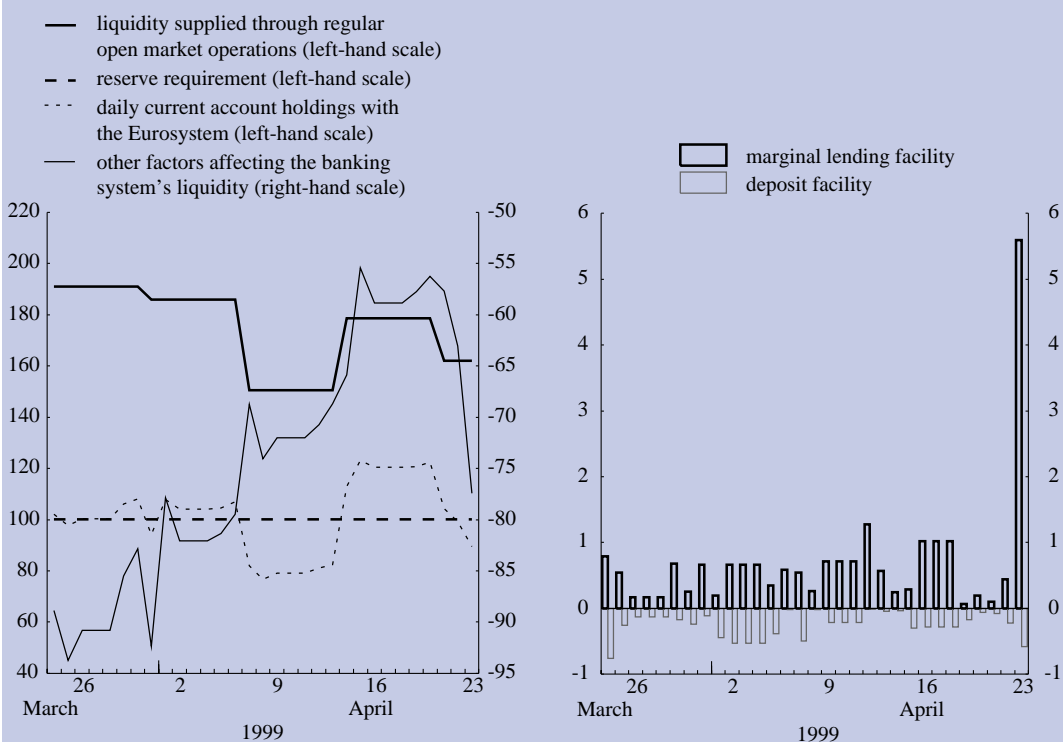 liquidity supplied through regular
open market operations (left-hand scale)
reserve requirement (left-hand scale)
daily current account holdings with
the Eurosystem (left-hand scale)
other factors affecting the banking
system's liquidity (right-hand scale)
220
200
180
160
140
120
100
80
60
40
-50
-55
-60
-65
-70
-75
-80
-85
-90
-95
26 2 9 16 23
March April
1999
marginal lending facility
deposit facility
6
5
4
3
2
1
0
-1
6
5
4
3
2
1
0
-1
26 2 9 16 23
March April
1999